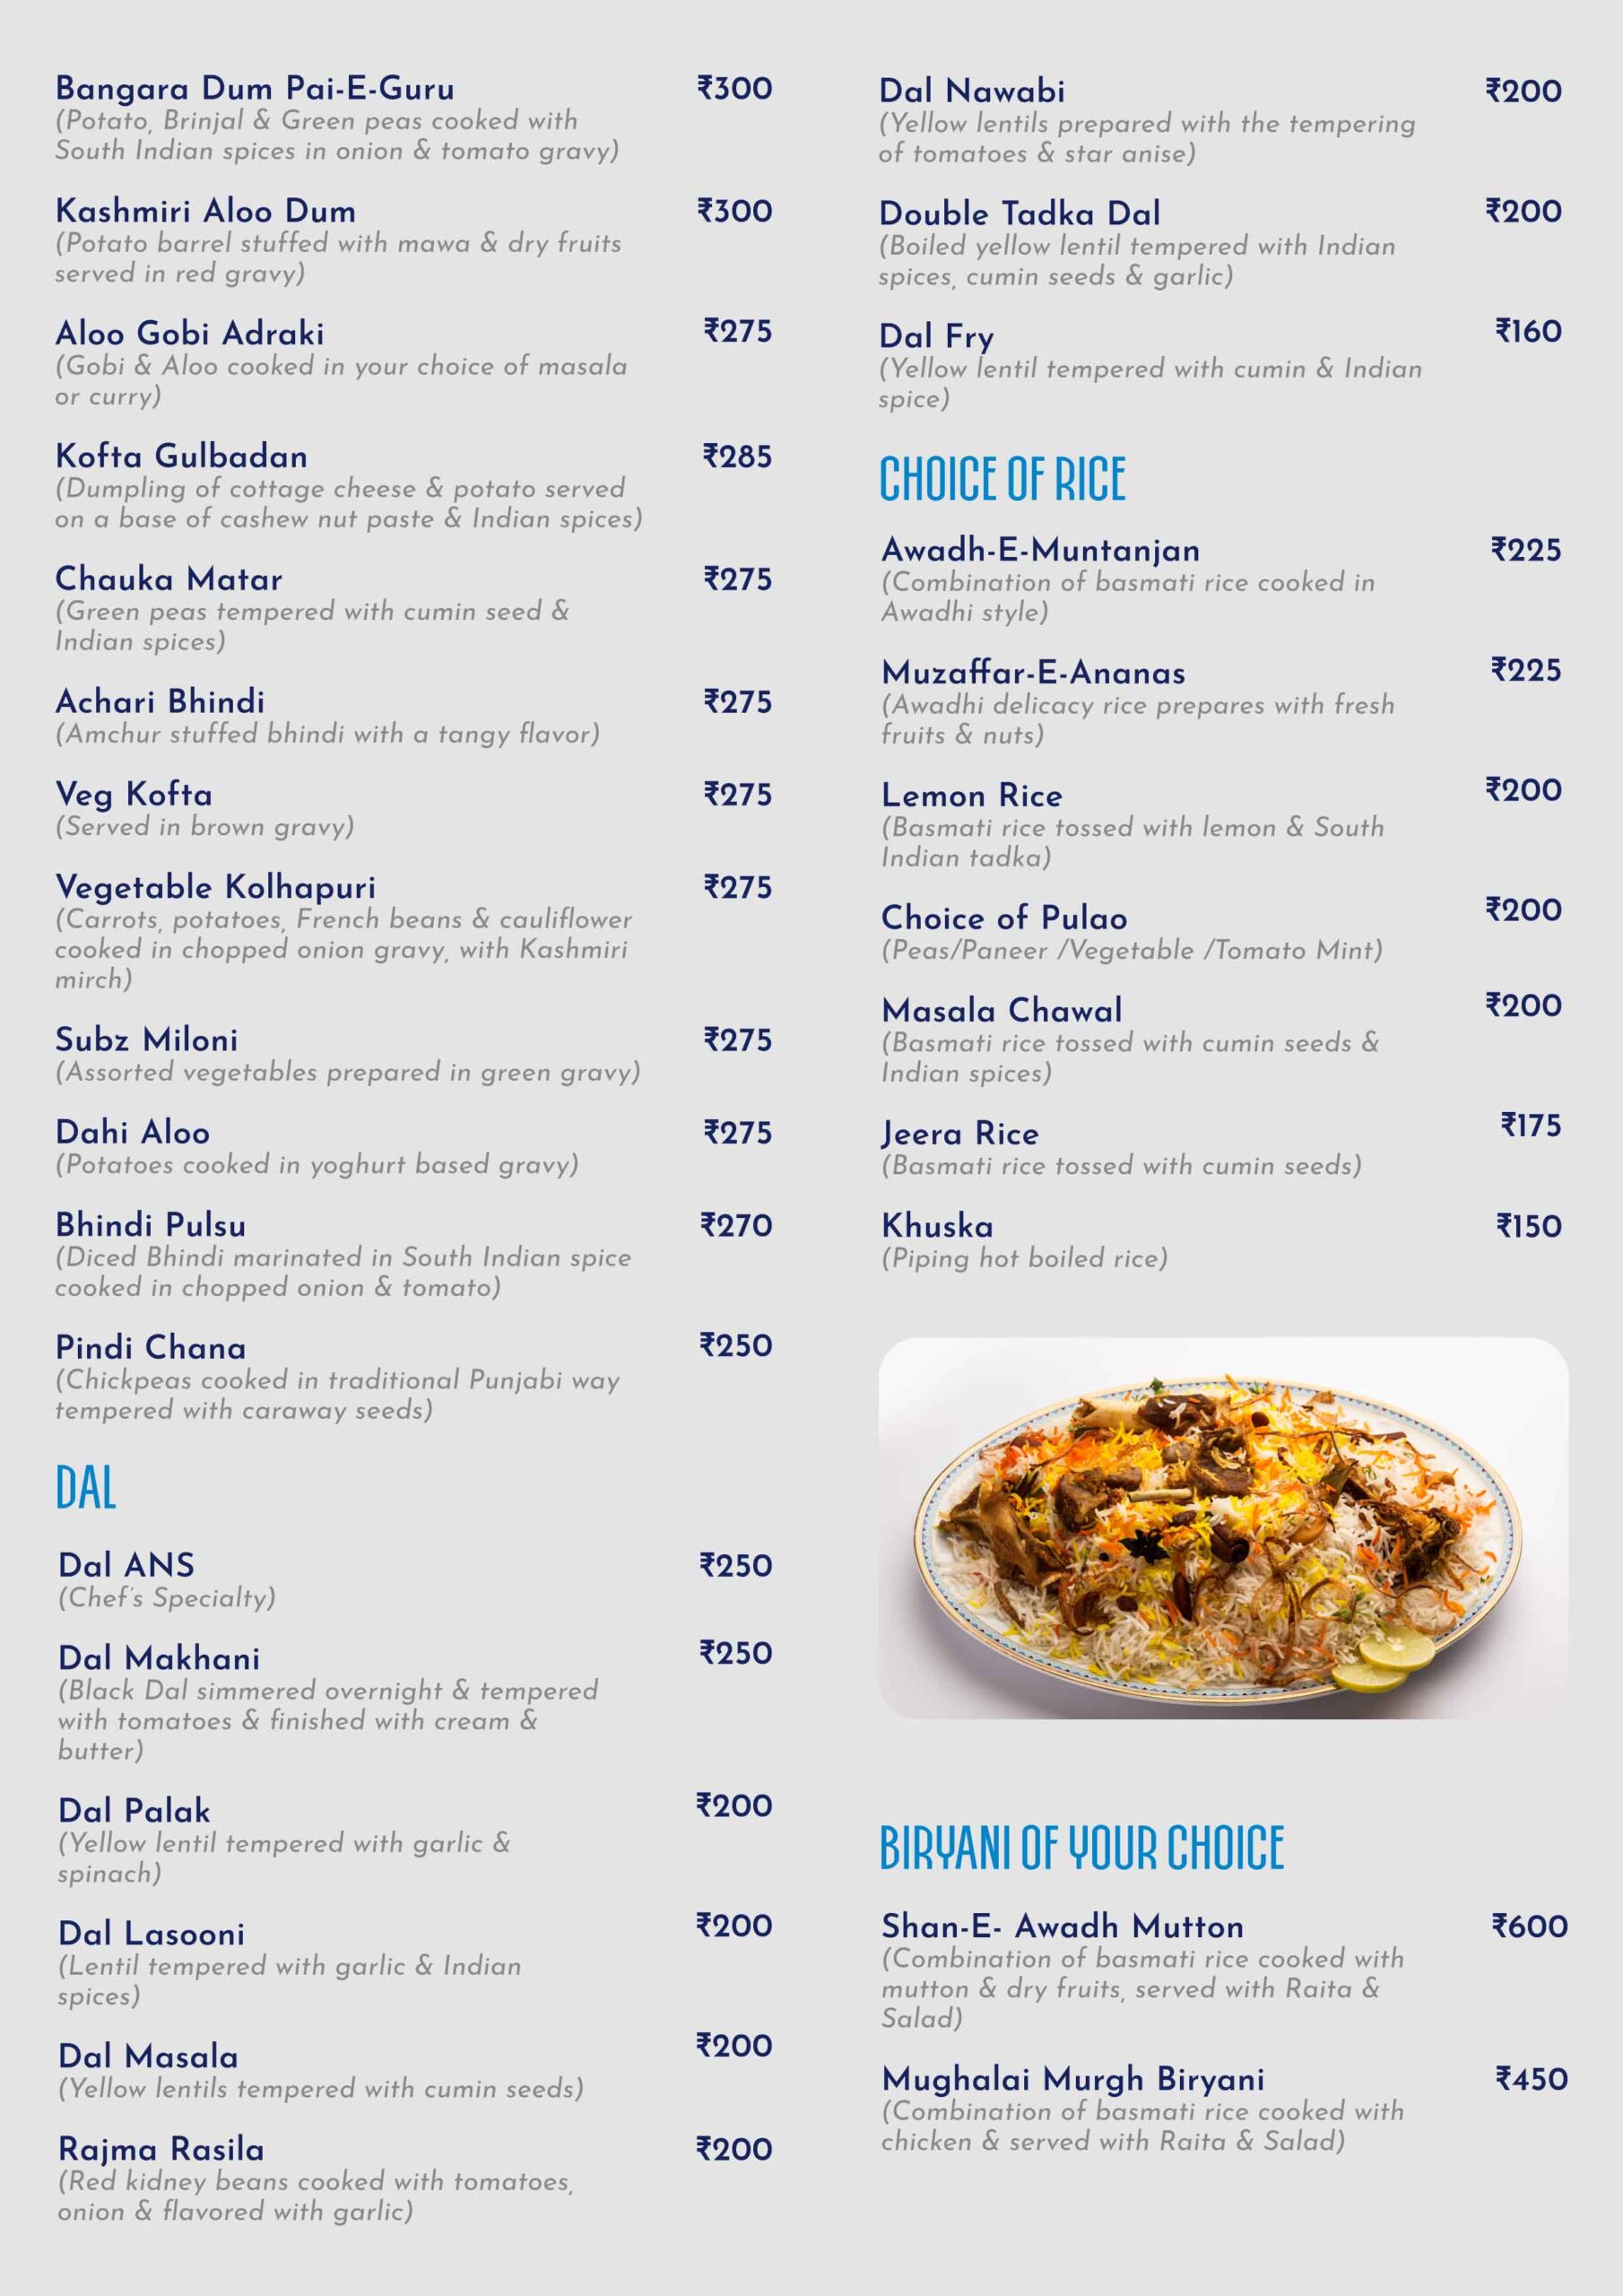 Bangara Dum Pai-E-Guru ₹300
(Potato, Brinjal & Green peas cooked with
South Indian spices in onion & tomato gravy)
Kashmiri Aloo Dum ₹300
(Potato barrel stuffed with mawa & dry fruits
served in red gravy)
Aloo Gobi Adraki ₹275
(Gobi & Aloo cooked in your choice of masala
or curry)
Kofta Gulbadan ₹285
(Dumpling of cottage cheese & potato served
on a base of cashew nut paste & Indian spices)
Chauka Matar ₹275
(Green peas tempered with cumin seed &
Indian spices)
Achari Bhindi ₹275
(Amchur stuffed bhindi with a tangy flavor)
Veg Kofta ₹275
(Served in brown gravy)
Vegetable Kolhapuri ₹275
(Carrots, potatoes, French beans & cauliflower
cooked in chopped onion gravy, with Kashmiri
mirch)
Subz Miloni ₹275
(Assorted vegetables prepared in green gravy)
Dahi Aloo ₹275
(Potatoes cooked in yoghurt based gravy)
Bhindi Pulsu ₹270
(Diced Bhindi marinated in South Indian spice
cooked in chopped onion & tomato)
Pindi Chana ₹250
(Chickpeas cooked in traditional Punjabi way
tempered with caraway seeds)
DAL
Dal ANS ₹250
(Chef's Specialty)
Dal Makhani ₹250
(Black Dal simmered overnight & tempered
with tomatoes & finished with cream &
butter)
Dal Palak ₹200
(Yellow lentil tempered with garlic &
spinach)
Dal Lasooni ₹200
(Lentil tempered with garlic & Indian
spices)
Dal Masala ₹200
(Yellow lentils tempered with cumin seeds)
Rajma Rasila ₹200
(Red kidney beans cooked with tomatoes,
onion & flavored with garlic)
Dal Nawabi ₹200
(Yellow lentils prepared with the tempering
of tomatoes & star anise)
Double Tadka Dal ₹200
(Boiled yellow lentil tempered with Indian
spices, cumin seeds & garlic)
Dal Fry ₹160
(Yellow lentil tempered with cumin & Indian
spice)
CHOICE OF RICE
Awadh-E-Muntanjan ₹225
(Combination of basmati rice cooked in
Awadhi style)
Muzaffar-E-Ananas ₹225
(Awadhi delicacy rice prepares with fresh
fruits & nuts)
Lemon Rice ₹200
(Basmati rice tossed with lemon & South
Indian tadka)
Choice of Pulao ₹200
(Peas/Paneer /Vegetable /Tomato Mint)
Masala Chawal ₹200
(Basmati rice tossed with cumin seeds &
Indian spices)
Jeera Rice ₹175
(Basmati rice tossed with cumin seeds)
Khuska ₹150
(Piping hot boiled rice)
BIRYANI OF YOUR CHOICE
Shan-E- Awadh Mutton ₹600
(Combination of basmati rice cooked with
mutton & dry fruits, served with Raita &
Salad)
Mughalai Murgh Biryani ₹450
(Combination of basmati rice cooked with
chicken & served with Raita & Salad)